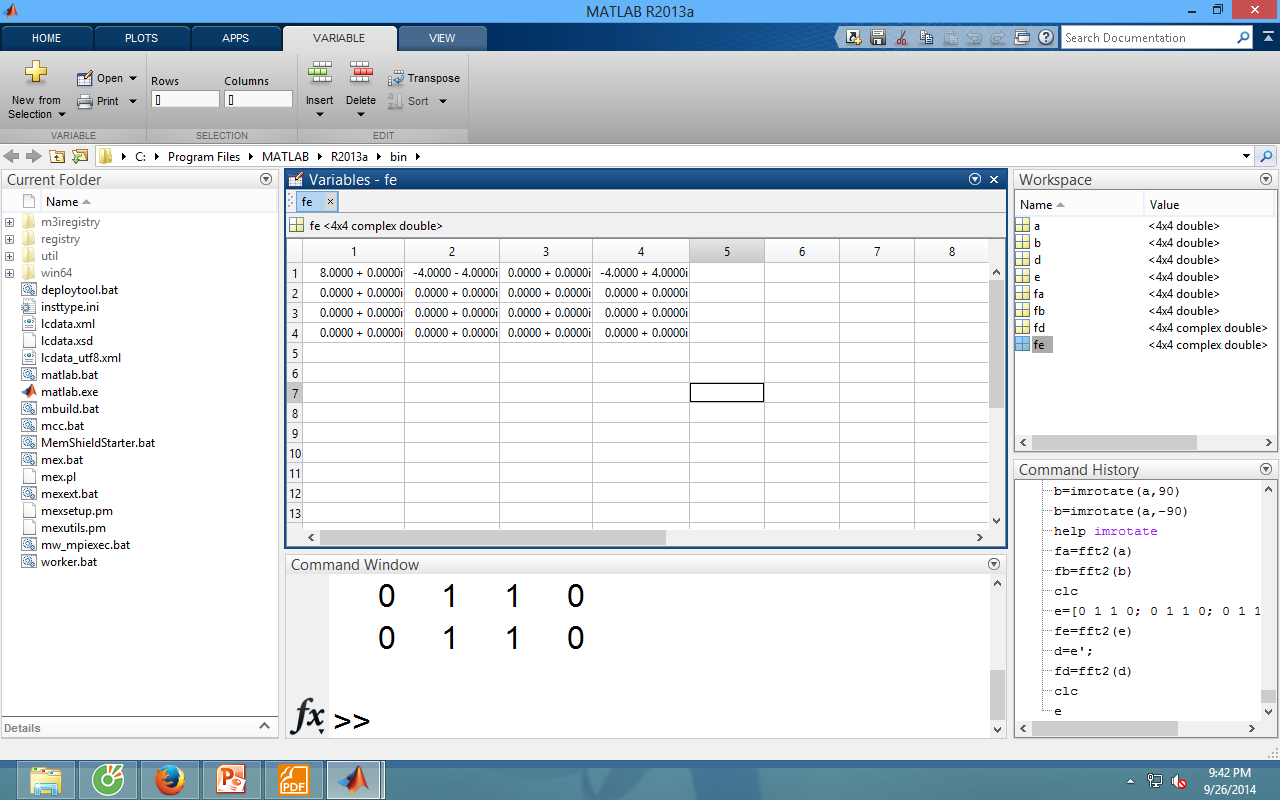 MATLAB R2013a
HOME PLOTS APPS VARIABLE VIEW
Search Documentation
New from Selection
Open
Print
Rows Columns
[] []
Insert Delete
Transpose
Sort
VARIABLE SELECTION EDIT
C: Program Files MATLAB R2013a bin
Current Folder
Name
m3iregistry
registry
util
win64
deploytool.bat
insttype.ini
lcdata.xml
lcdata.xsd
lcdata_utf8.xml
matlab.bat
matlab.exe
mbuild.bat
mcc.bat
MemShieldStarter.bat
mex.bat
mex.pl
mexext.bat
mexsetup.pm
mexutils.pm
mw_mpiexec.bat
worker.bat
Details
Variables - fe
fe
fe <4x4 complex double>
1 2 3 4 5 6 7 8
1 8.0000 + 0.0000i -4.0000 - 4.0000i 0.0000 + 0.0000i -4.0000 + 4.0000i
2 0.0000 + 0.0000i 0.0000 + 0.0000i 0.0000 + 0.0000i 0.0000 + 0.0000i
3 0.0000 + 0.0000i 0.0000 + 0.0000i 0.0000 + 0.0000i 0.0000 + 0.0000i
4 0.0000 + 0.0000i 0.0000 + 0.0000i 0.0000 + 0.0000i 0.0000 + 0.0000i
5
6
7
8
9
10
11
12
13
Command Window
0 1 1 0
0 1 1 0
fx >>
Workspace
Name Value
a <4x4 double>
b <4x4 double>
d <4x4 double>
e <4x4 double>
fa <4x4 double>
fb <4x4 double>
fd <4x4 complex double>
fe <4x4 complex double>
Command History
b=imrotate(a,90)
b=imrotate(a,-90)
help imrotate
fa=fft2(a)
fb=fft2(b)
clc
e=[0 1 1 0; 0 1 1 0; 0 1 1
fe=fft2(e)
d=e';
fd=fft2(d)
clc
e
PDF
9:42 PM
9/26/2014